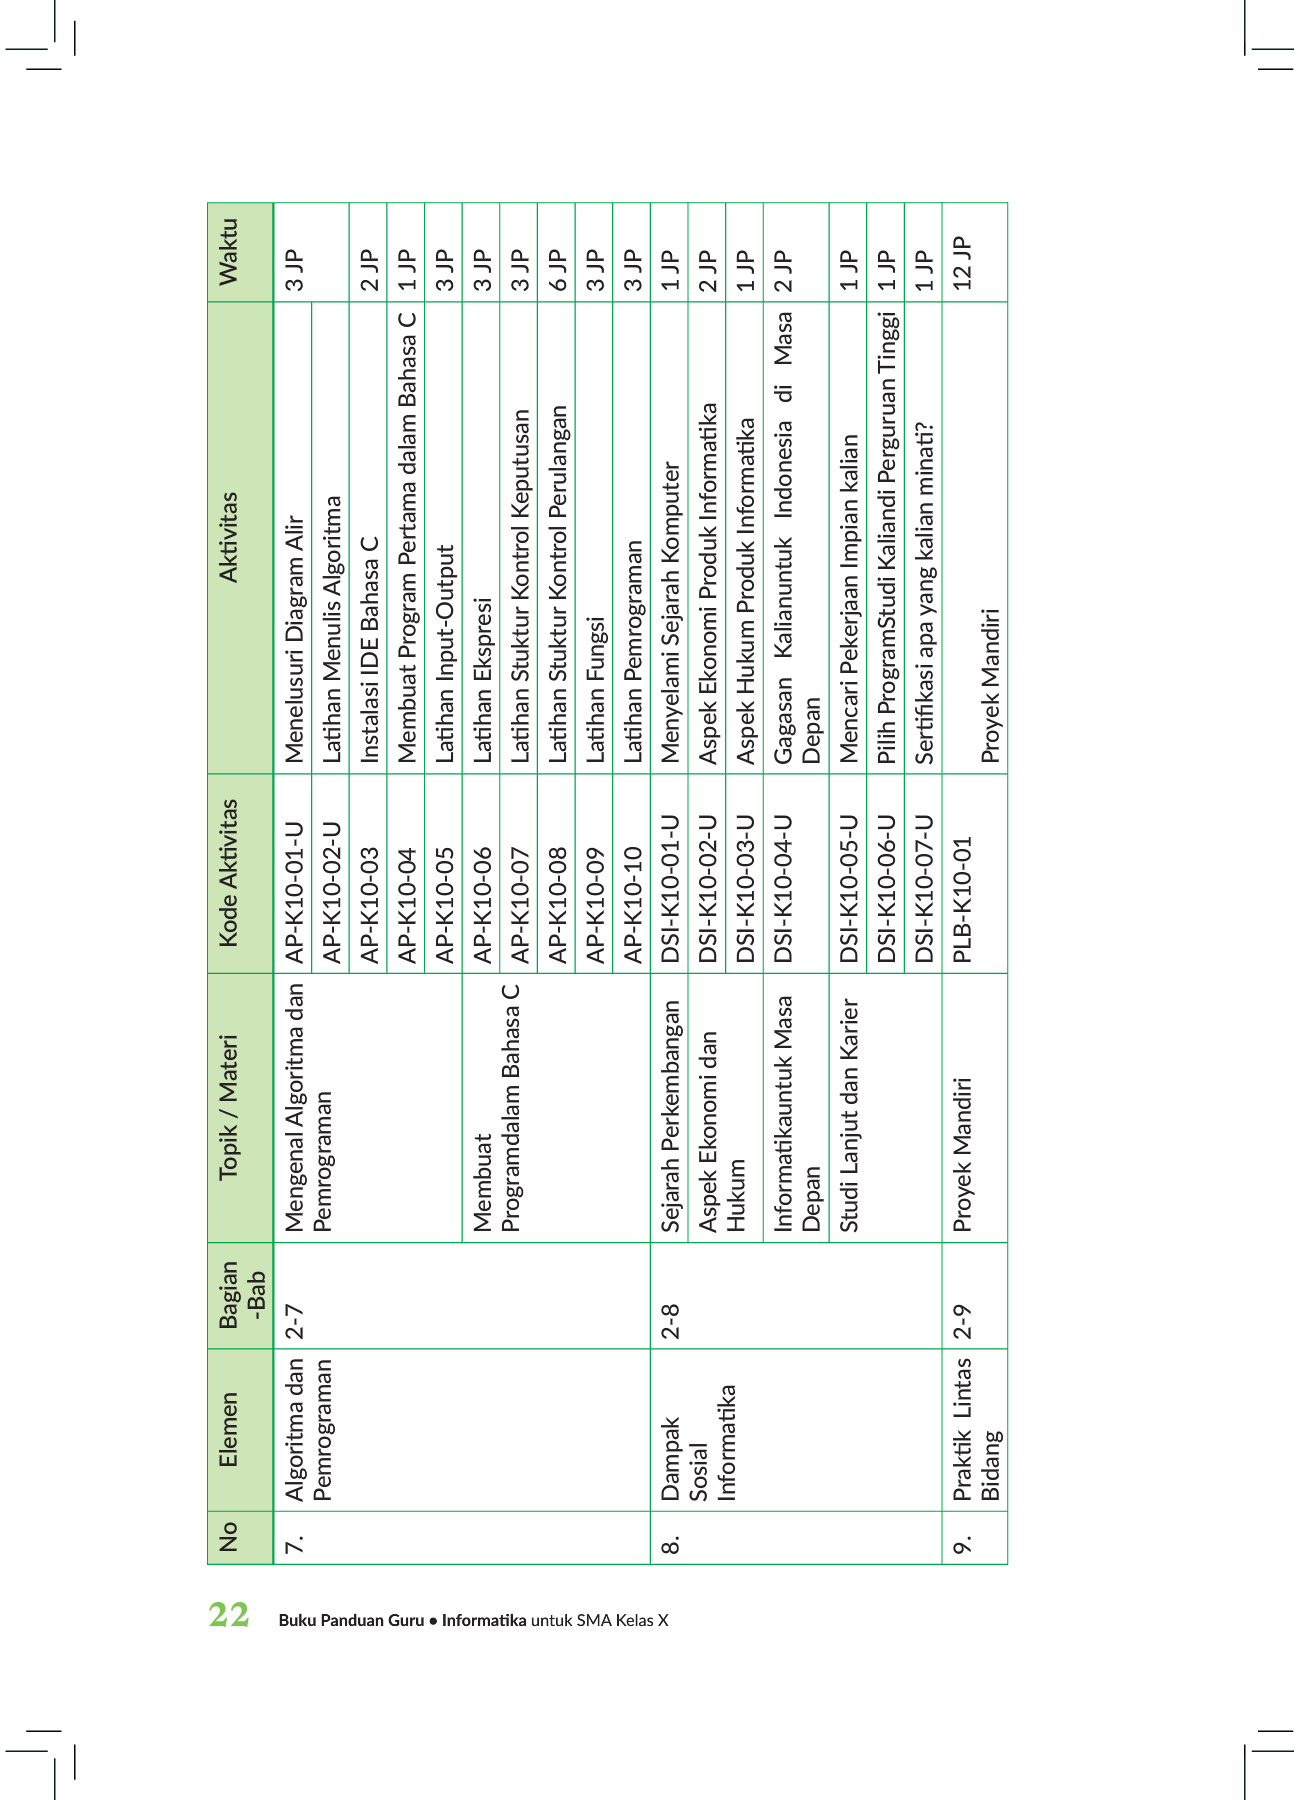 No Elemen Bagian Topik / Materi Kode Aktivitas Aktivitas Waktu
-Bab
7. Algoritma dan 2-7 Mengenal Algoritma dan AP-K10-01-U Menelusuri Diagram Alir 3 JP
Pemrograman Pemrograman
AP-K10-02-U Latihan Menulis Algoritma
AP-K10-03 Instalasi IDE Bahasa C 2 JP
AP-K10-04 Membuat Program Pertama dalam Bahasa C 1 JP
AP-K10-05 Latihan Input-Output 3 JP
Membuat AP-K10-06 Latihan Ekspresi 3 JP
Programdalam Bahasa C AP-K10-07 Latihan Stuktur Kontrol Keputusan 3 JP
AP-K10-08 Latihan Stuktur Kontrol Perulangan 6 JP
AP-K10-09 Latihan Fungsi 3 JP
AP-K10-10 Latihan Pemrograman 3 JP
8. Dampak 2-8 Sejarah Perkembangan DSI-K10-01-U Menyelami Sejarah Komputer 1 JP
Sosial Aspek Ekonomi dan DSI-K10-02-U Aspek Ekonomi Produk Informatika 2 JP
Informatika Hukum DSI-K10-03-U Aspek Hukum Produk Informatika 1 JP
Informatikauntuk Masa DSI-K10-04-U Gagasan Kalianuntuk Indonesia di Masa 2 JP
Depan Depan
Studi Lanjut dan Karier DSI-K10-05-U Mencari Pekerjaan Impian kalian 1 JP
DSI-K10-06-U Pilih ProgramStudi Kaliandi Perguruan Tinggi 1 JP
DSI-K10-07-U Sertifikasi apa yang kalian minati? 1 JP
9. Praktik Lintas 2-9 Proyek Mandiri PLB-K10-01 12 JP
Bidang Proyek Mandiri
22 Buku Panduan Guru • Informatika untuk SMA Kelas X